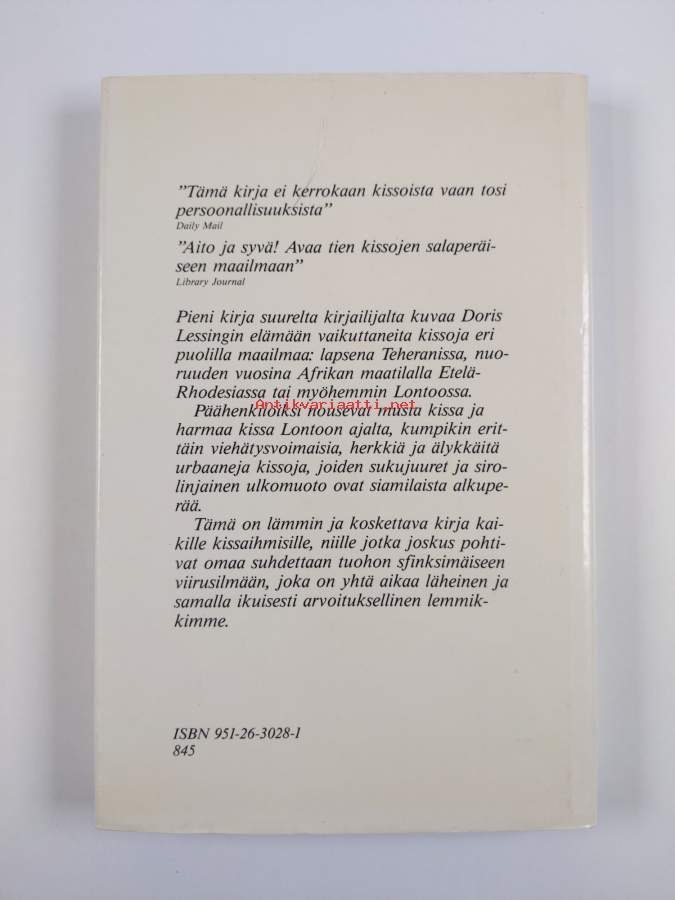 ”Tämä kirja ei kerrokaan kissoista vaan tosi
persoonallisuuksista”
Daily Mail
”Aito ja syvä! Avaa tien kissojen salaperäi-
seen maailmaan”
Library Journal
Pieni kirja suurelta kirjailijalta kuvaa Doris
Lessingin elämään vaikuttaneita kissoja eri
puolilla maailmaa: lapsena Teheranissa, nuo-
ruuden vuosina Afrikan maatilalla Etelä-
Rhodesiassa tai myöhemmin Lontoossa.
Antikvariaatti.net
Päähenkilöiksi nousevat musta kissa ja
harmaa kissa Lontoon ajalta, kumpikin erit-
täin viehätysvoimaisia, herkkiä ja älykkäitä
urbaaneja kissoja, joiden sukujuuret ja siro-
linjainen ulkomuoto ovat siamilaista alkupe-
rää.
Tämä on lämmin ja koskettava kirja kai-
kille kissaihmisille, niille jotka joskus pohti-
vat omaa suhdettaan tuohon sfinksimäiseen
viirusilmään, joka on yhtä aikaa läheinen ja
samalla ikuisesti arvoituksellinen lemmik-
kimme.
ISBN 951-26-3028-1
845